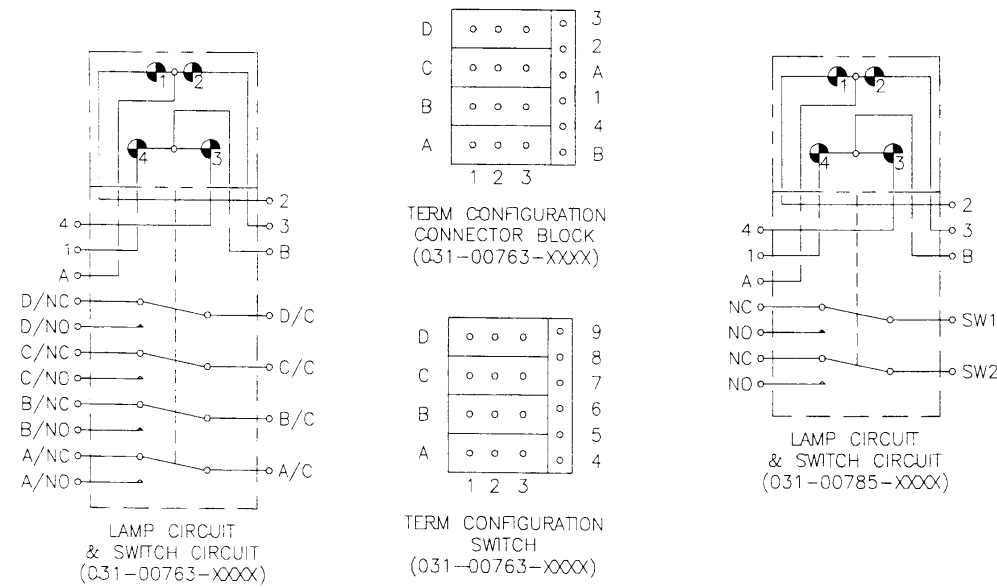 1 2
4 3
2
4 3
1 B
A
D/NC D/C
D/NO
C/NC C/C
C/NO
B/NC B/C
B/NO
A/NC A/C
A/NO
LAMP CIRCUIT
& SWITCH CIRCUIT
(031-00763-XXXX)
D 3
2
C A
B 1
4
A B
1 2 3
TERM CONFIGURATION
CONNECTOR BLOCK
(031-00763-XXXX)
D 9
8
C 7
B 6
5
A 4
1 2 3
TERM CONFIGURATION
SWITCH
(031-00763-XXXX)
1 2
4 3
2
4 3
1 B
A
NC SW1
NO
NC SW2
NO
LAMP CIRCUIT
& SWITCH CIRCUIT
(031-00785-XXXX)